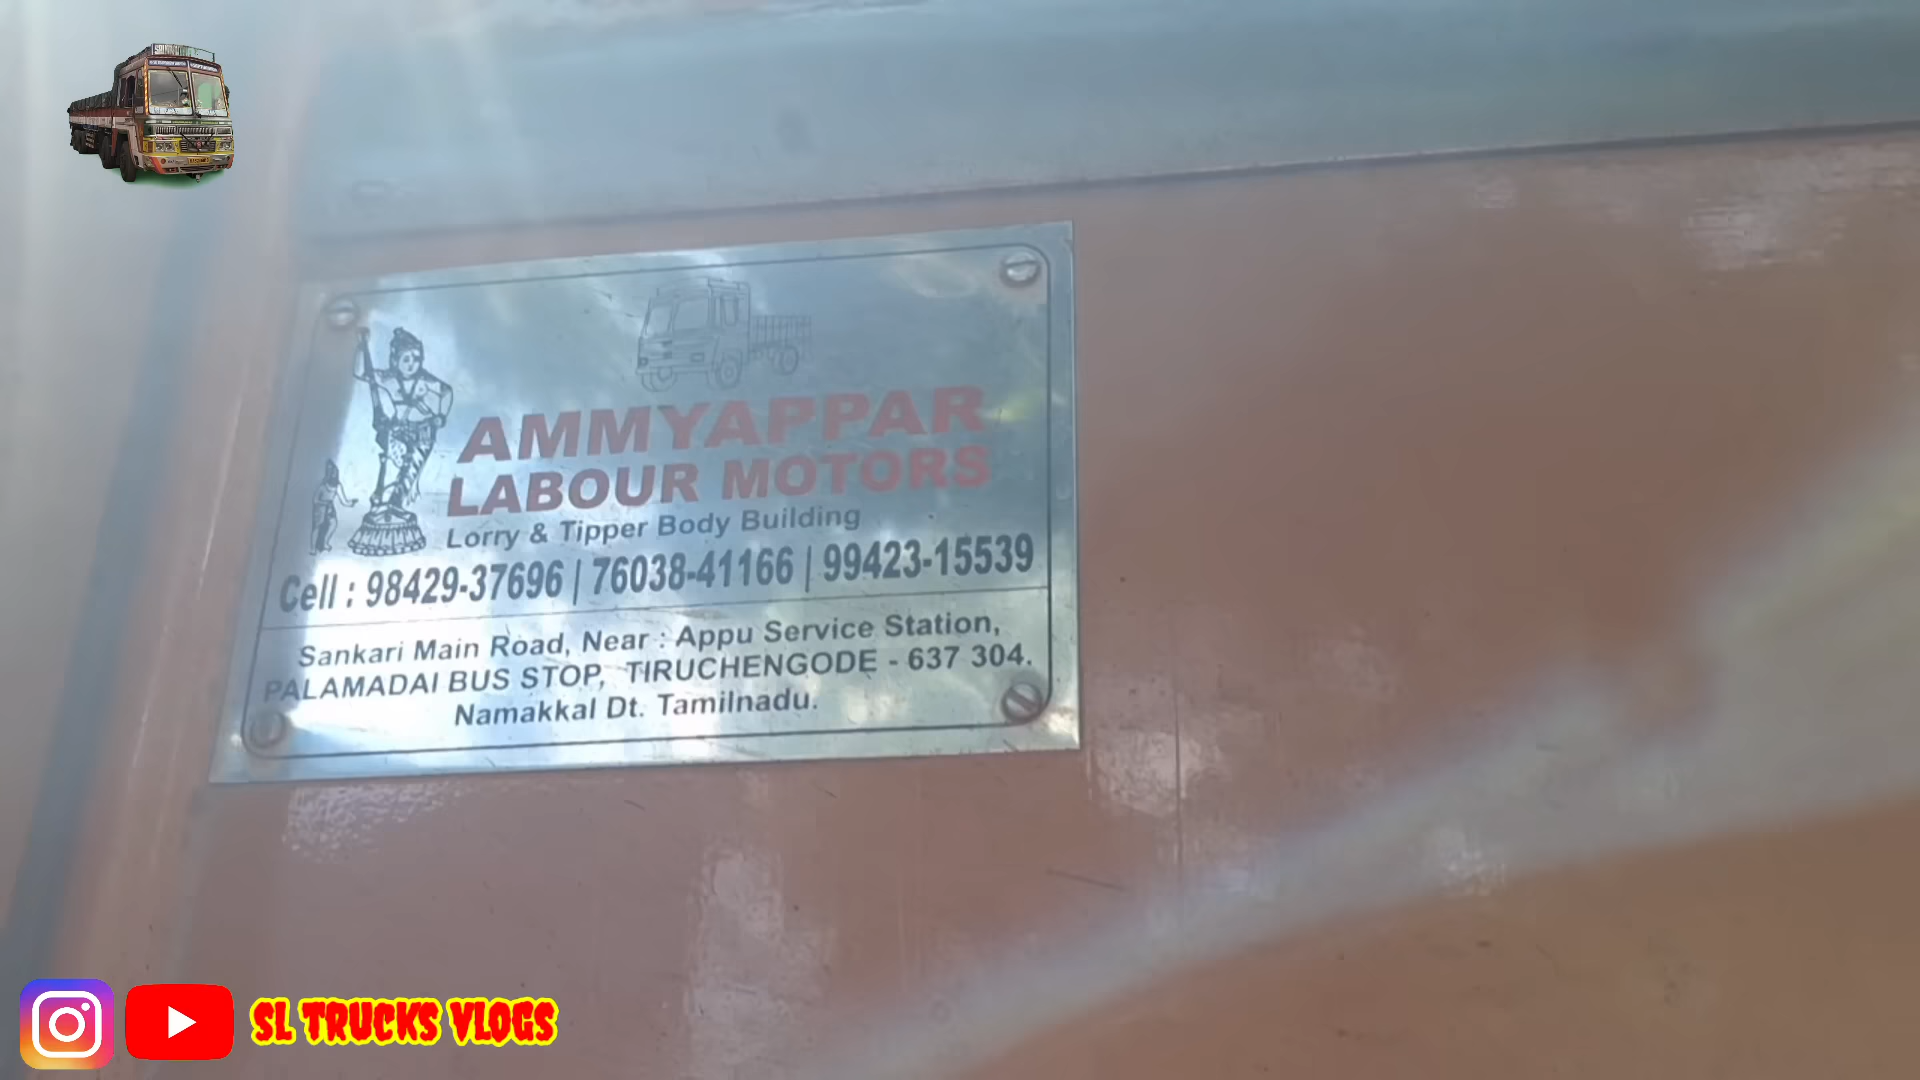 AMMYAPPAR
LABOUR MOTORS
Lorry & Tipper Body Building
Cell : 98429-37696 | 76038-41166 | 99423-15539
Sankari Main Road, Near : Appu Service Station,
PALAMADAI BUS STOP, TIRUCHENGODE - 637 304.
Namakkal Dt. Tamilnadu.
SL TRUCKS VLOGS